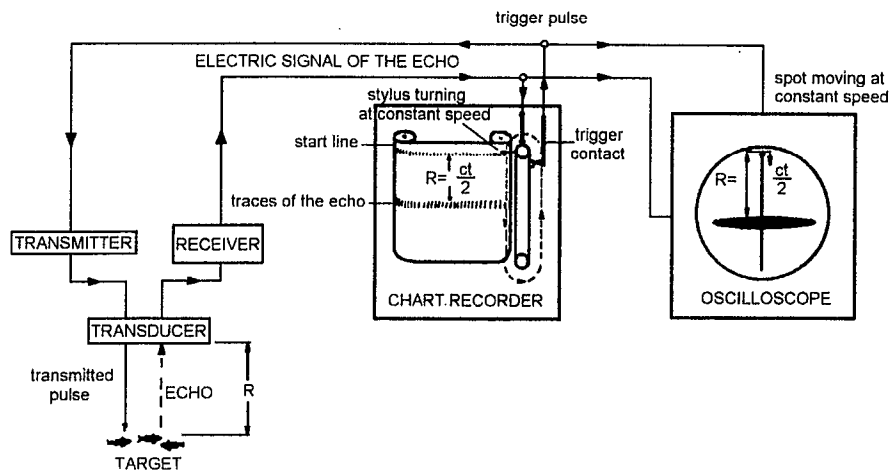 trigger pulse
ELECTRIC SIGNAL OF THE ECHO
spot moving at
constant speed
stylus turning
at constant speed
start line
trigger
contact
R= ct/2
R= ct/2
traces of the echo
TRANSMITTER
RECEIVER
CHART.RECORDER
OSCILLOSCOPE
TRANSDUCER
transmitted
pulse
ECHO
R
TARGET